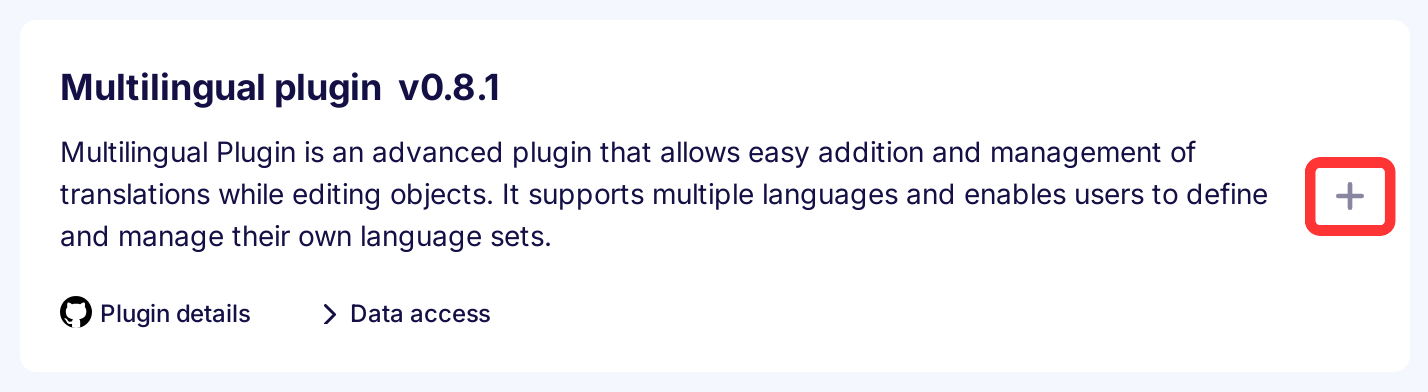 Multilingual plugin v0.8.1
Multilingual Plugin is an advanced plugin that allows easy addition and management of
translations while editing objects. It supports multiple languages and enables users to define
and manage their own language sets.
Plugin details
Data access